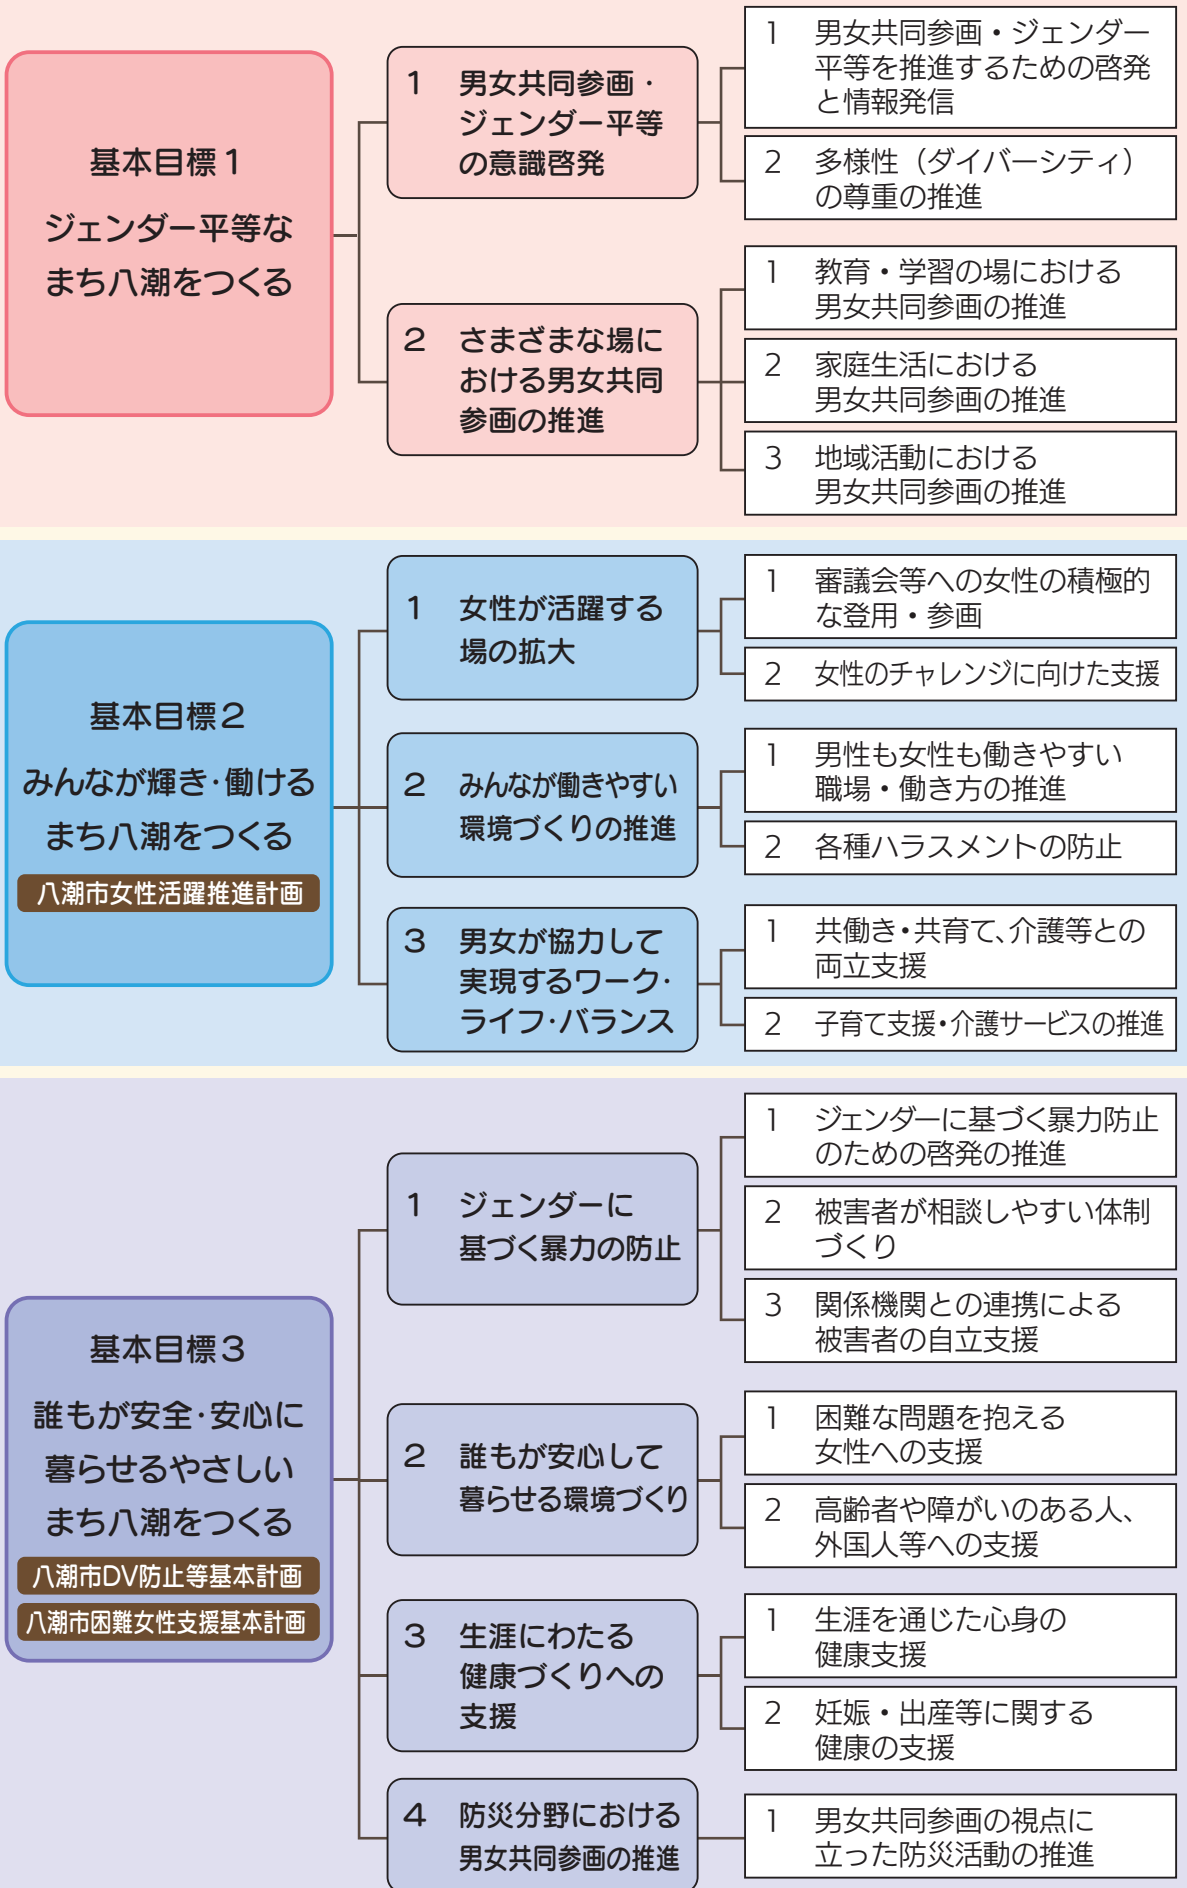 基本目標1
ジェンダー平等な
まち八潮をつくる
1 男女共同参画・
ジェンダー平等
の意識啓発
1 男女共同参画・ジェンダー
平等を推進するための啓発
と情報発信
2 多様性（ダイバーシティ）
の尊重の推進
2 さまざまな場に
おける男女共同
参画の推進
1 教育・学習の場における
男女共同参画の推進
2 家庭生活における
男女共同参画の推進
3 地域活動における
男女共同参画の推進
基本目標2
みんなが輝き・働ける
まち八潮をつくる
八潮市女性活躍推進計画
1 女性が活躍する
場の拡大
1 審議会等への女性の積極的
な登用・参画
2 女性のチャレンジに向けた支援
2 みんなが働きやすい
環境づくりの推進
1 男性も女性も働きやすい
職場・働き方の推進
2 各種ハラスメントの防止
3 男女が協力して
実現するワーク・
ライフ・バランス
1 共働き・共育て、介護等との
両立支援
2 子育て支援・介護サービスの推進
基本目標3
誰もが安全・安心に
暮らせるやさしい
まち八潮をつくる
八潮市DV防止等基本計画
八潮市困難女性支援基本計画
1 ジェンダーに
基づく暴力の防止
1 ジェンダーに基づく暴力防止
のための啓発の推進
2 被害者が相談しやすい体制
づくり
3 関係機関との連携による
被害者の自立支援
2 誰もが安心して
暮らせる環境づくり
1 困難な問題を抱える
女性への支援
2 高齢者や障がいのある人、
外国人等への支援
3 生涯にわたる
健康づくりへの
支援
1 生涯を通じた心身の
健康支援
2 妊娠・出産等に関する
健康の支援
4 防災分野における
男女共同参画の推進
1 男女共同参画の視点に
立った防災活動の推進